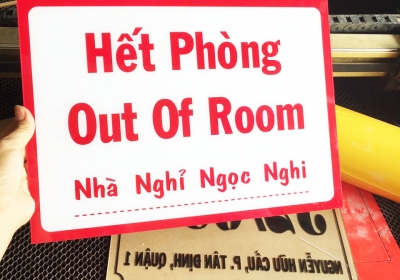 Hết Phòng
Out Of Room
Nhà Nghỉ Ngọc Nghi
NGUYỄN HỮU CẦU, P. TÂN ĐỊNH, QUẬN 1